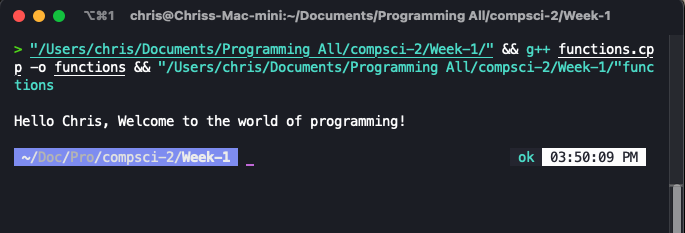 ⌥⌘1 chris@Chriss-Mac-mini:~/Documents/Programming All/compsci-2/Week-1
> "/Users/chris/Documents/Programming All/compsci-2/Week-1/" && g++ functions.cp
p -o functions && "/Users/chris/Documents/Programming All/compsci-2/Week-1/"func
tions
Hello Chris, Welcome to the world of programming!
~/Doc/Pro/compsci-2/Week-1 ok 03:50:09 PM